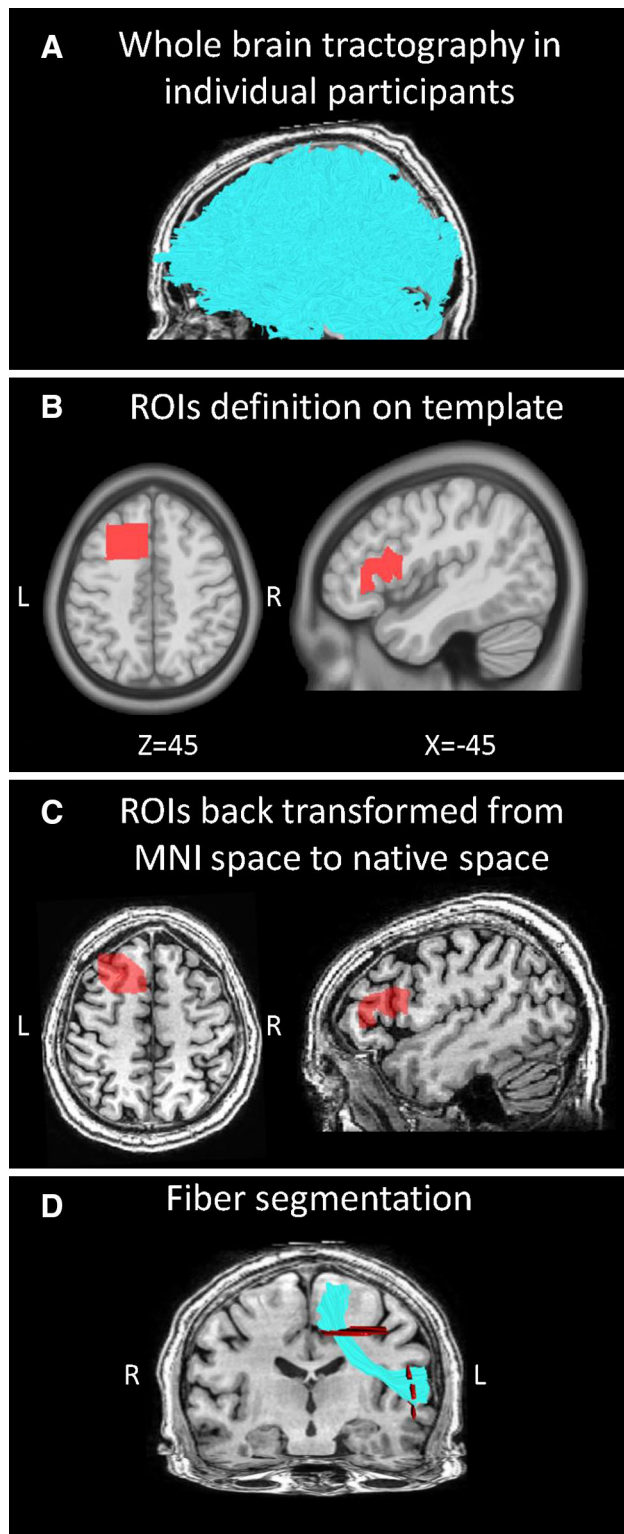 A Whole brain tractography in
individual participants
B ROIs definition on template
L R
Z=45 X=-45
C ROIs back transformed from
MNI space to native space
L R
D Fiber segmentation
R L